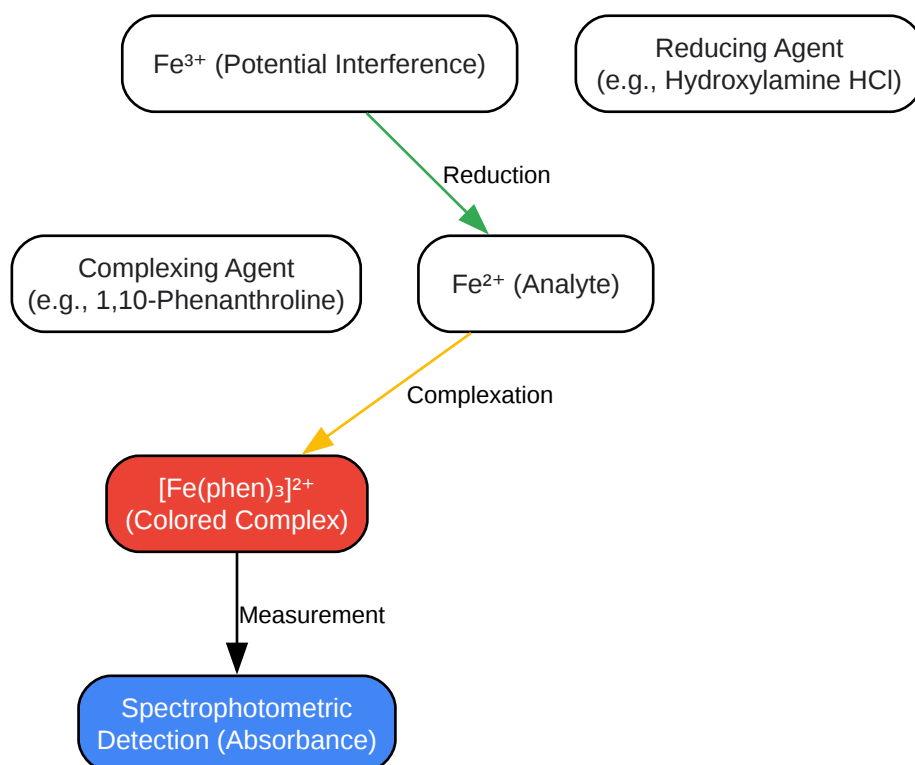 Fe³⁺ (Potential Interference)
Reducing Agent
(e.g., Hydroxylamine HCl)
Reduction
Complexing Agent
(e.g., 1,10-Phenanthroline)
Fe²⁺ (Analyte)
Complexation
[Fe(phen)₃]²⁺
(Colored Complex)
Measurement
Spectrophotometric
Detection (Absorbance)